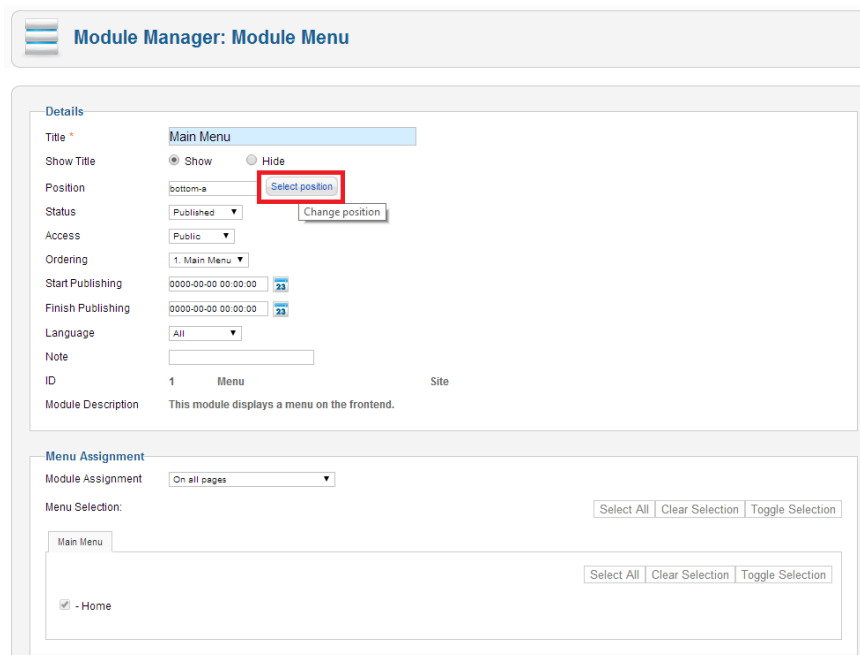 Module Manager: Module Menu
Details
Title *
Main Menu
Show Title
Show
Hide
Position
bottom-a
Select position
Change position
Status
Published
Access
Public
Ordering
1. Main Menu
Start Publishing
0000-00-00 00:00:00
23
Finish Publishing
0000-00-00 00:00:00
23
Language
All
Note
ID
1
Menu
Site
Module Description
This module displays a menu on the frontend.
Menu Assignment
Module Assignment
On all pages
Menu Selection:
Select All
Clear Selection
Toggle Selection
Main Menu
Select All
Clear Selection
Toggle Selection
- Home